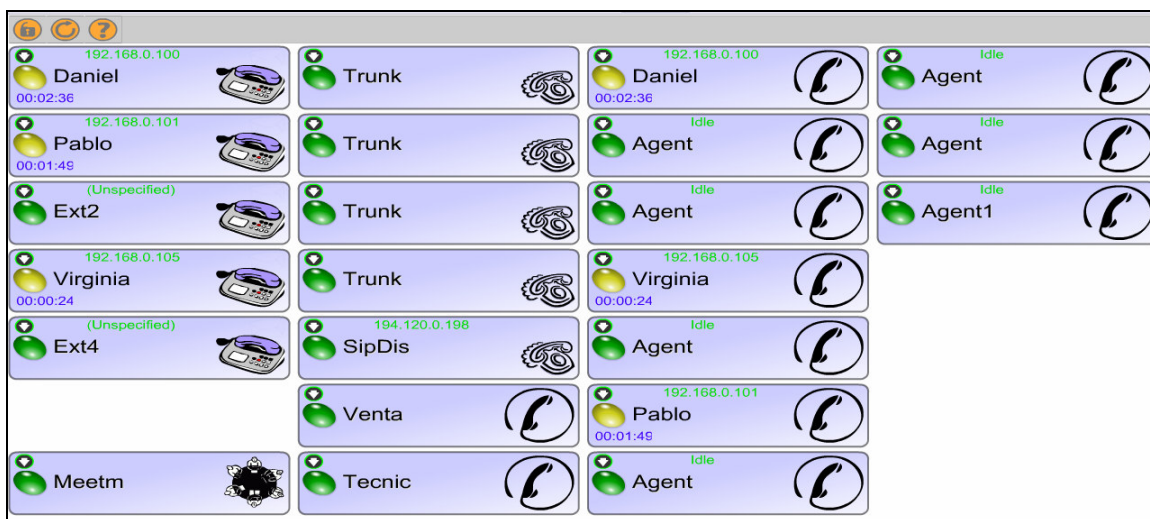 192.168.0.100
Daniel
00:02:36
Trunk
192.168.0.100
Daniel
00:02:36
Idle
Agent
192.168.0.101
Pablo
00:01:49
Trunk
Idle
Agent
Idle
Agent
(Unspecified)
Ext2
Trunk
Idle
Agent
Idle
Agent1
192.168.0.105
Virginia
00:00:24
Trunk
192.168.0.105
Virginia
00:00:24
(Unspecified)
Ext4
194.120.0.198
SipDis
Idle
Agent
Venta
192.168.0.101
Pablo
00:01:49
Meetm
Tecnic
Idle
Agent